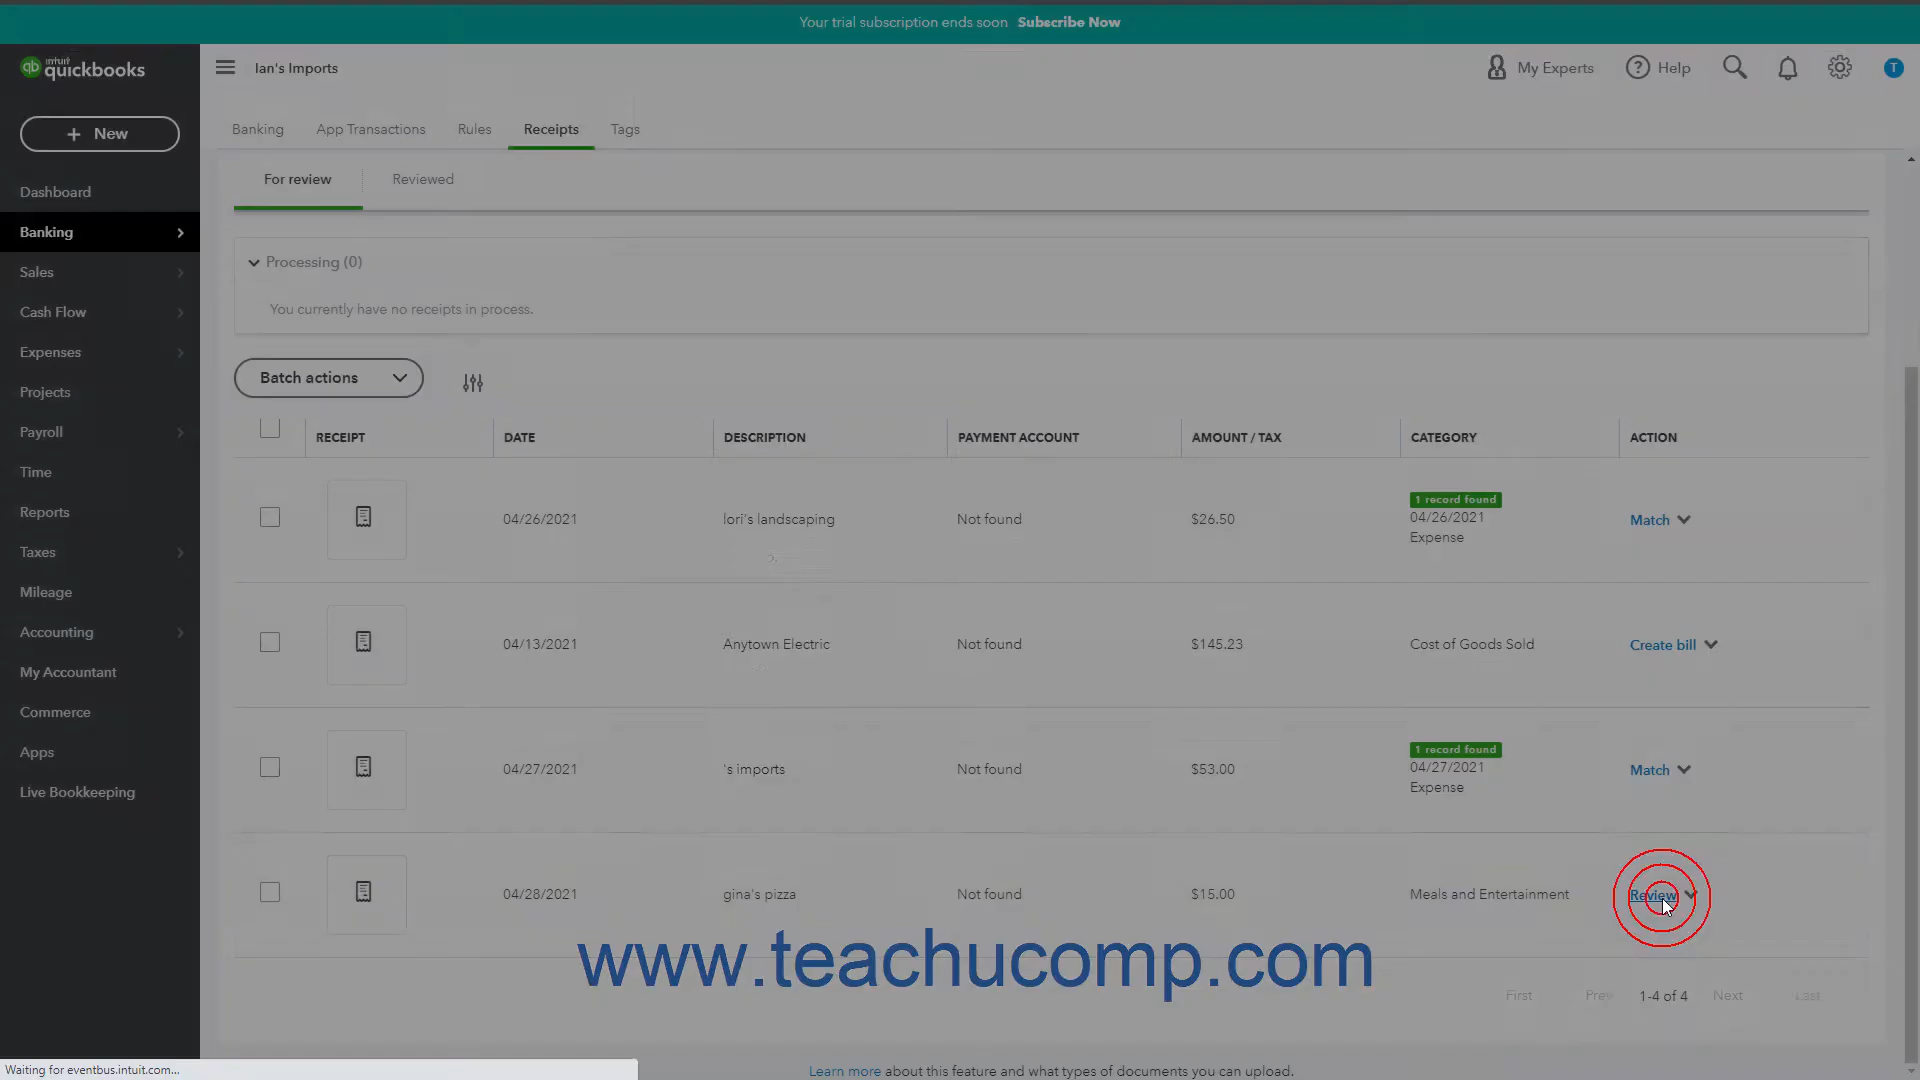 Your trial subscription ends soon Subscribe Now
intuit quickbooks
Ian's Imports
My Experts
Help
T
+ New
Banking App Transactions Rules Receipts Tags
For review Reviewed
Dashboard
Banking
Sales
Cash Flow
Expenses
Projects
Payroll
Time
Reports
Taxes
Mileage
Accounting
My Accountant
Commerce
Apps
Live Bookkeeping
Processing (0)
You currently have no receipts in process.
Batch actions
RECEIPT DATE DESCRIPTION PAYMENT ACCOUNT AMOUNT / TAX CATEGORY ACTION
1 record found
04/26/2021 lori's landscaping Not found $26.50 04/26/2021 Match
Expense
04/13/2021 Anytown Electric Not found $145.23 Cost of Goods Sold Create bill
1 record found
04/27/2021 's imports Not found $53.00 04/27/2021 Match
Expense
04/28/2021 gina's pizza Not found $15.00 Meals and Entertainment Review
www.teachucomp.com
First Prev 1-4 of 4 Next Last
Learn more about this feature and what types of documents you can upload.
Waiting for eventbus.intuit.com...